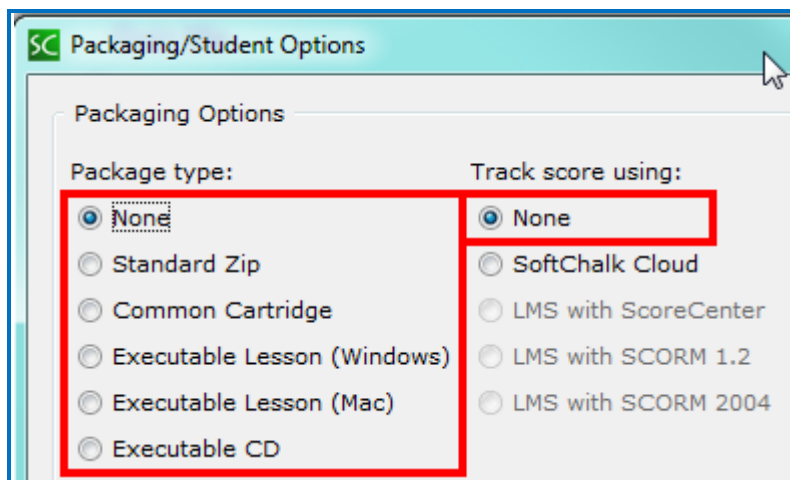 SC Packaging/Student Options
Packaging Options
Package type:
None
Standard Zip
Common Cartridge
Executable Lesson (Windows)
Executable Lesson (Mac)
Executable CD
Track score using:
None
SoftChalk Cloud
LMS with ScoreCenter
LMS with SCORM 1.2
LMS with SCORM 2004